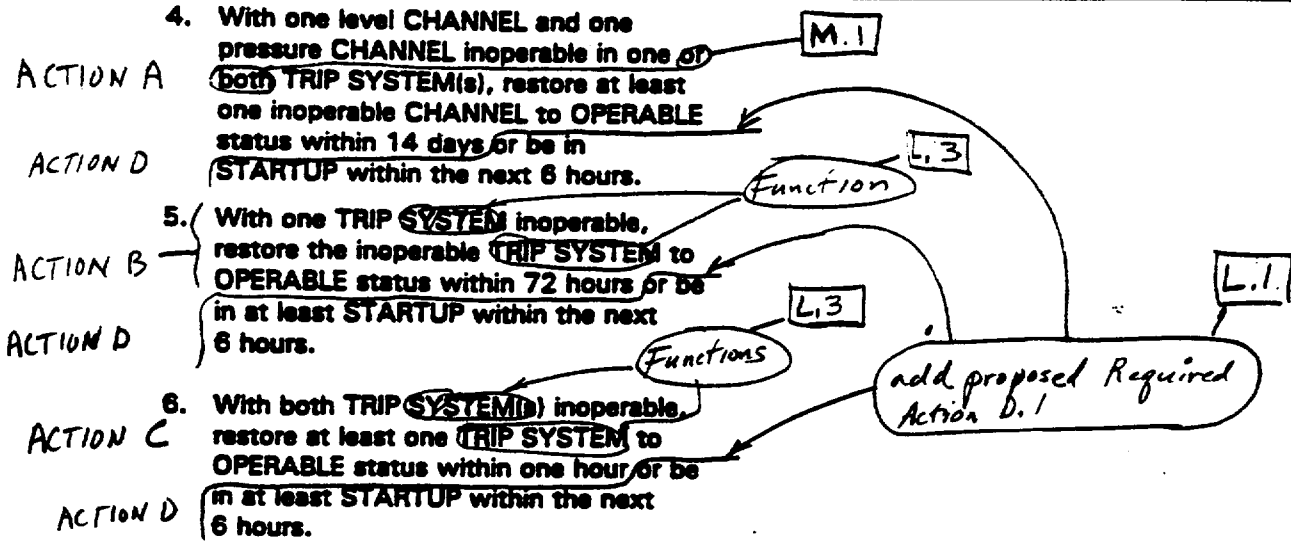 4. With one level CHANNEL and one
pressure CHANNEL inoperable in one or
M.1
ACTION A
both TRIP SYSTEM(s), restore at least
one inoperable CHANNEL to OPERABLE
status within 14 days or be in
ACTION D
STARTUP within the next 6 hours.
L.3
Function
5. With one TRIP SYSTEM inoperable,
restore the inoperable TRIP SYSTEM to
ACTION B
OPERABLE status within 72 hours or be
in at least STARTUP within the next
ACTION D
6 hours.
L.3
Functions
L.1
add proposed Required
Action D.1
6. With both TRIP SYSTEM(s) inoperable,
ACTION C
restore at least one TRIP SYSTEM to
OPERABLE status within one hour or be
in at least STARTUP within the next
ACTION D
6 hours.